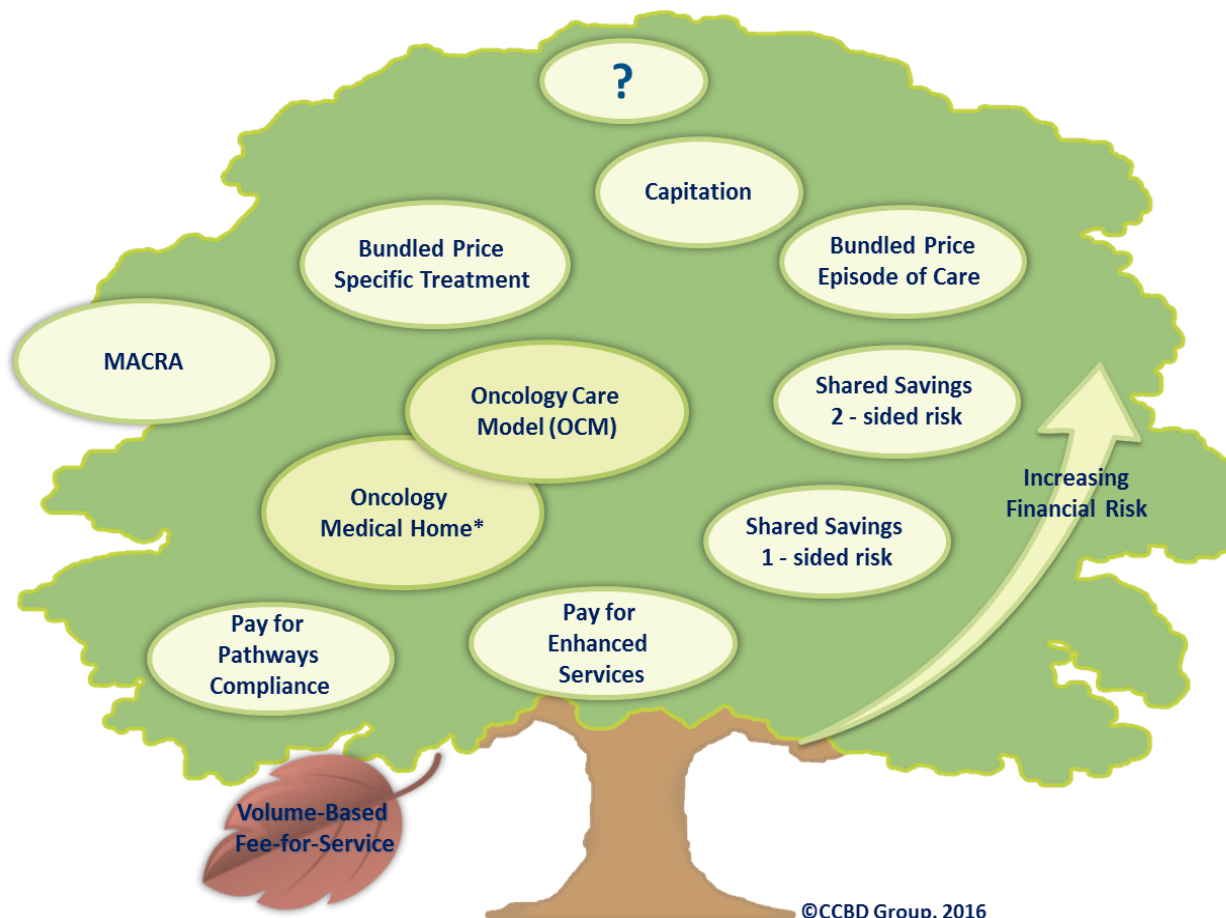 ?
Capitation
Bundled Price
Specific Treatment
Bundled Price
Episode of Care
MACRA
Oncology Care
Model (OCM)
Shared Savings
2 - sided risk
Oncology
Medical Home*
Increasing
Financial Risk
Shared Savings
1 - sided risk
Pay for
Pathways
Compliance
Pay for
Enhanced
Services
Volume-Based
Fee-for-Service
©CCBD Group, 2016